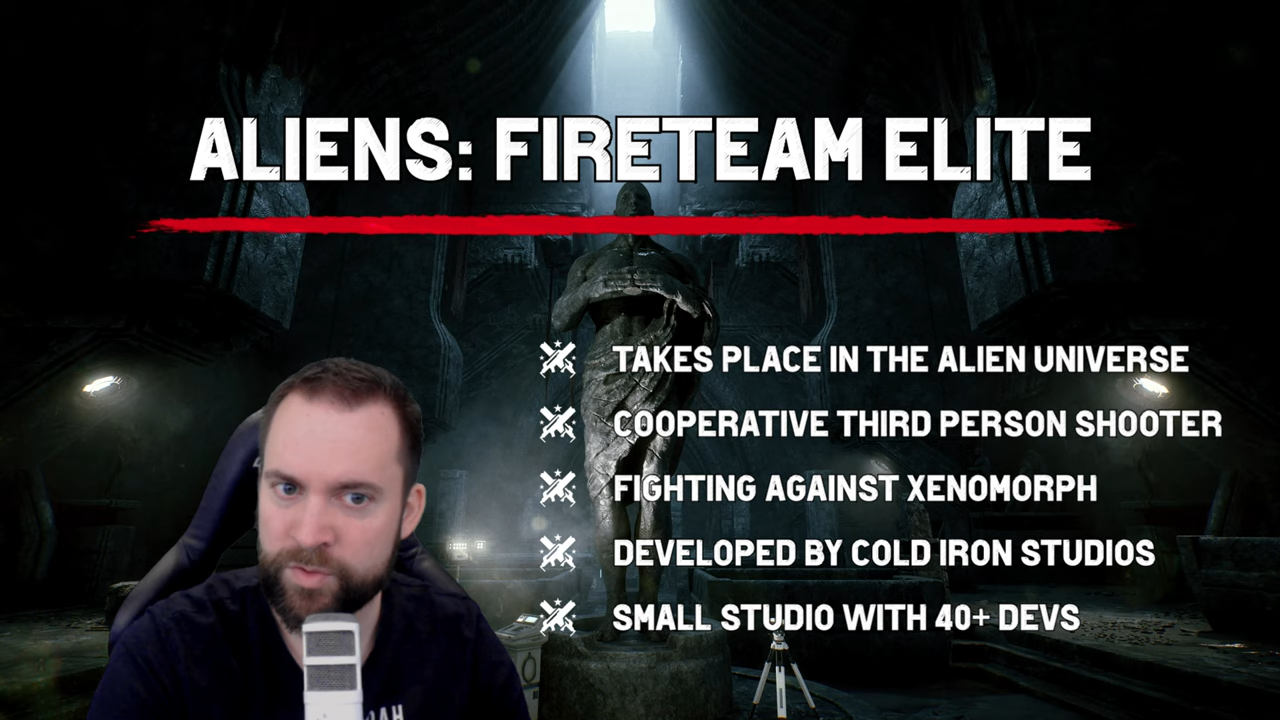 ALIENS: FIRETEAM ELITE
TAKES PLACE IN THE ALIEN UNIVERSE
COOPERATIVE THIRD PERSON SHOOTER
FIGHTING AGAINST XENOMORPH
DEVELOPED BY COLD IRON STUDIOS
SMALL STUDIO WITH 40+ DEVS